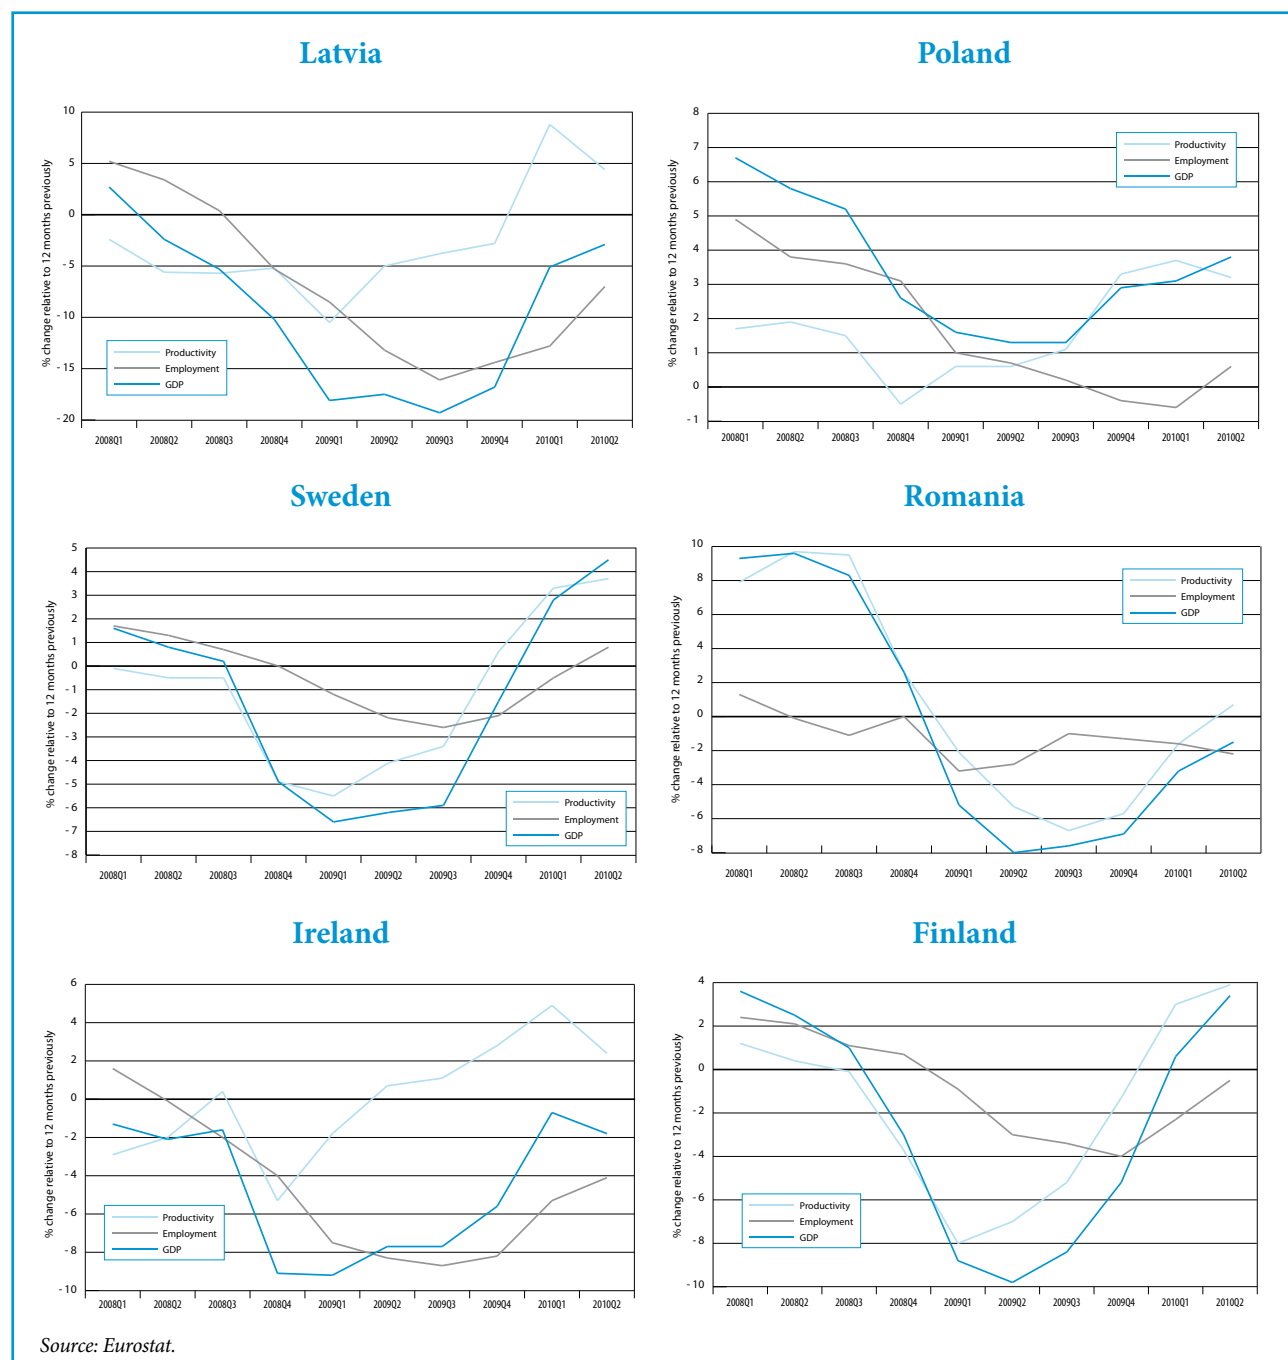 Latvia
% change relative to 12 months previously
10
5
0
- 5
- 10
- 15
- 20
Productivity
Employment
GDP
2008Q1 2008Q2 2008Q3 2008Q4 2009Q1 2009Q2 2009Q3 2009Q4 2010Q1 2010Q2
Poland
% change relative to 12 months previously
8
7
6
5
4
3
2
1
0
- 1
Productivity
Employment
GDP
2008Q1 2008Q2 2008Q3 2008Q4 2009Q1 2009Q2 2009Q3 2009Q4 2010Q1 2010Q2
Sweden
% change relative to 12 months previously
5
4
3
2
1
0
- 1
- 2
- 3
- 4
- 5
- 6
- 7
- 8
Productivity
Employment
GDP
2008Q1 2008Q2 2008Q3 2008Q4 2009Q1 2009Q2 2009Q3 2009Q4 2010Q1 2010Q2
Romania
% change relative to 12 months previously
10
8
6
4
2
0
- 2
- 4
- 6
- 8
Productivity
Employment
GDP
2008Q1 2008Q2 2008Q3 2008Q4 2009Q1 2009Q2 2009Q3 2009Q4 2010Q1 2010Q2
Ireland
% change relative to 12 months previously
6
4
2
0
- 2
- 4
- 6
- 8
- 10
Productivity
Employment
GDP
2008Q1 2008Q2 2008Q3 2008Q4 2009Q1 2009Q2 2009Q3 2009Q4 2010Q1 2010Q2
Finland
% change relative to 12 months previously
4
2
0
- 2
- 4
- 6
- 8
- 10
Productivity
Employment
GDP
2008Q1 2008Q2 2008Q3 2008Q4 2009Q1 2009Q2 2009Q3 2009Q4 2010Q1 2010Q2
Source: Eurostat.